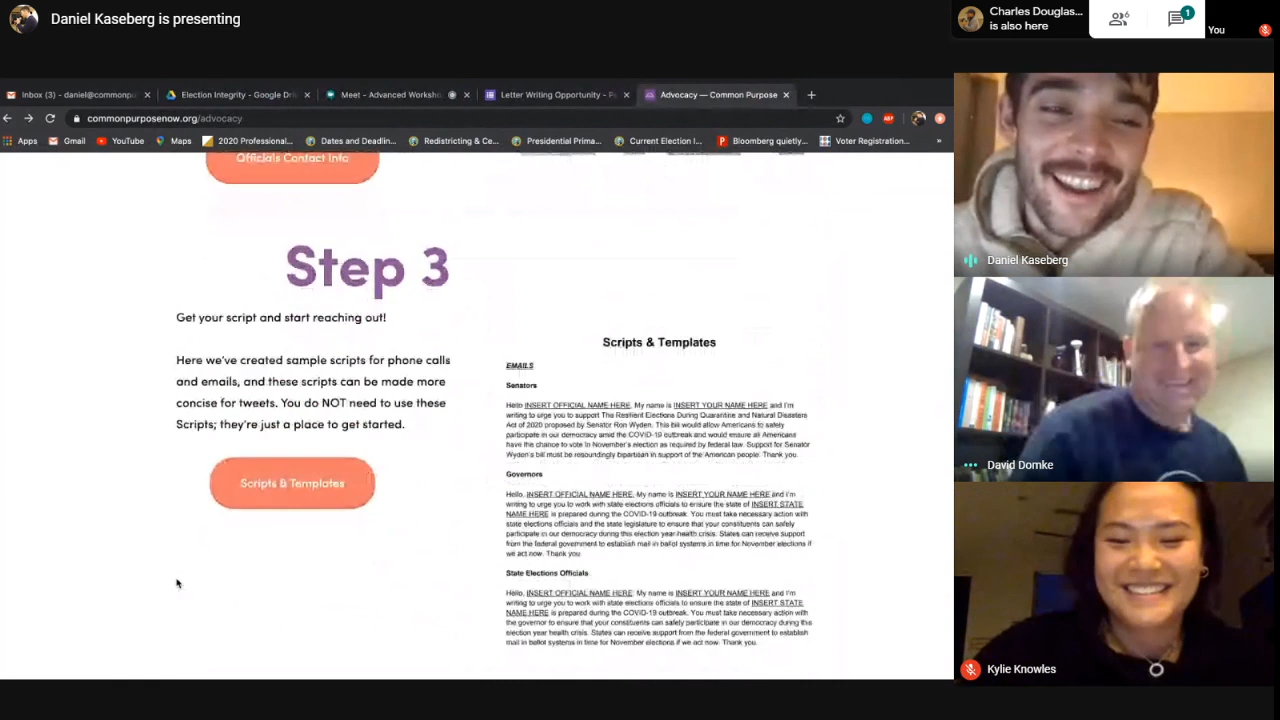 Daniel Kaseberg is presenting
Charles Douglas...
is also here
6
1
You
Inbox (3) - daniel@commonpu
Election Integrity - Google Dri
Meet - Advanced Worksho
Letter Writing Opportunity - P
Advocacy — Common Purpose
commonpurposenow.org/advocacy
ABP
Apps
Gmail
YouTube
Maps
2020 Professional...
Dates and Deadlin...
Redistricting & Ce...
Presidential Prima...
Current Election I...
Bloomberg quietly...
Voter Registration...
»
Officials Contact Info
Step 3
Get your script and start reaching out!
Here we've created sample scripts for phone calls
and emails, and these scripts can be made more
concise for tweets. You do NOT need to use these
Scripts; they're just a place to get started.
Scripts & Templates
Scripts & Templates
EMAILS
Senators
Hello INSERT OFFICIAL NAME HERE, My name is INSERT YOUR NAME HERE and I'm
writing to urge you to support The Resilient Elections During Quarantine and Natural Disasters
Act of 2020 proposed by Senator Ron Wyden. This bill would allow Americans to safely
participate in our democracy amid the COVID-19 outbreak and would ensure all Americans
have the chance to vote in November's election as required by federal law. Support for Senator
Wyden's bill must be resoundingly bipartisan in support of the American people. Thank you.
Governors
Hello, INSERT OFFICIAL NAME HERE, My name is INSERT YOUR NAME HERE and I'm
writing to urge you to work with state elections officials to ensure the state of INSERT STATE
NAME HERE is prepared during the COVID-19 outbreak. You must take necessary action with
state elections officials and the state legislature to ensure that your constituents can safely
participate in our democracy during this election year health crisis. States can receive support
from the federal government to establish mail in ballot systems in time for November elections if
we act now. Thank you
State Elections Officials
Hello, INSERT OFFICIAL NAME HERE, My name is INSERT YOUR NAME HERE and I'm
writing to urge you to work with state elections officials to ensure the state of INSERT STATE
NAME HERE is prepared during the COVID-19 outbreak. You must take necessary action with
the governor to ensure that your constituents can safely participate in our democracy during this
election year health crisis. States can receive support from the federal government to establish
mail in ballot systems in time for November elections if we act now. Thank you.
Daniel Kaseberg
David Domke
Kylie Knowles